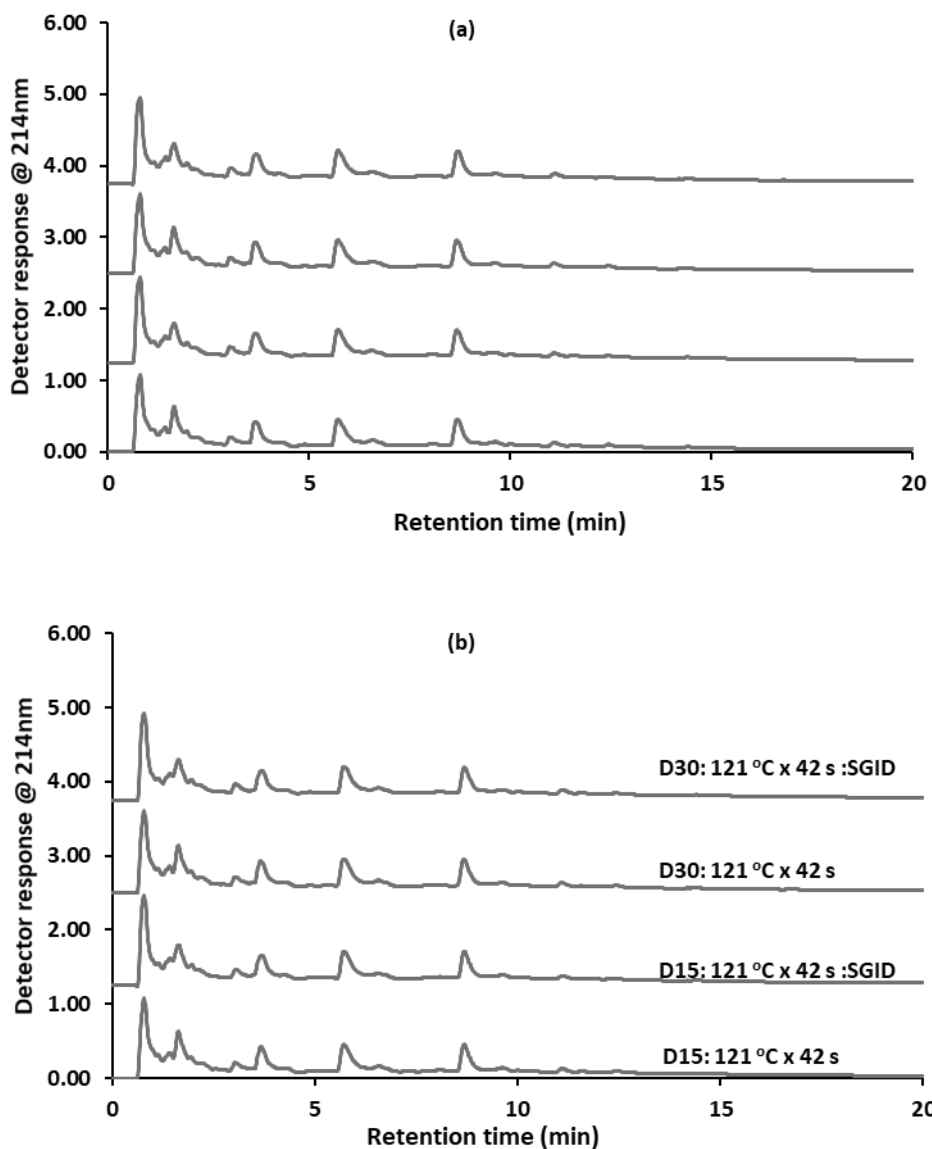 (a)
Detector response @ 214nm
6.00
5.00
4.00
3.00
2.00
1.00
0.00
0 5 10 15 20
Retention time (min)
(b)
Detector response @ 214nm
6.00
5.00
4.00
3.00
2.00
1.00
0.00
D30: 121 °C x 42 s :SGID
D30: 121 °C x 42 s
D15: 121 °C x 42 s :SGID
D15: 121 °C x 42 s
0 5 10 15 20
Retention time (min)